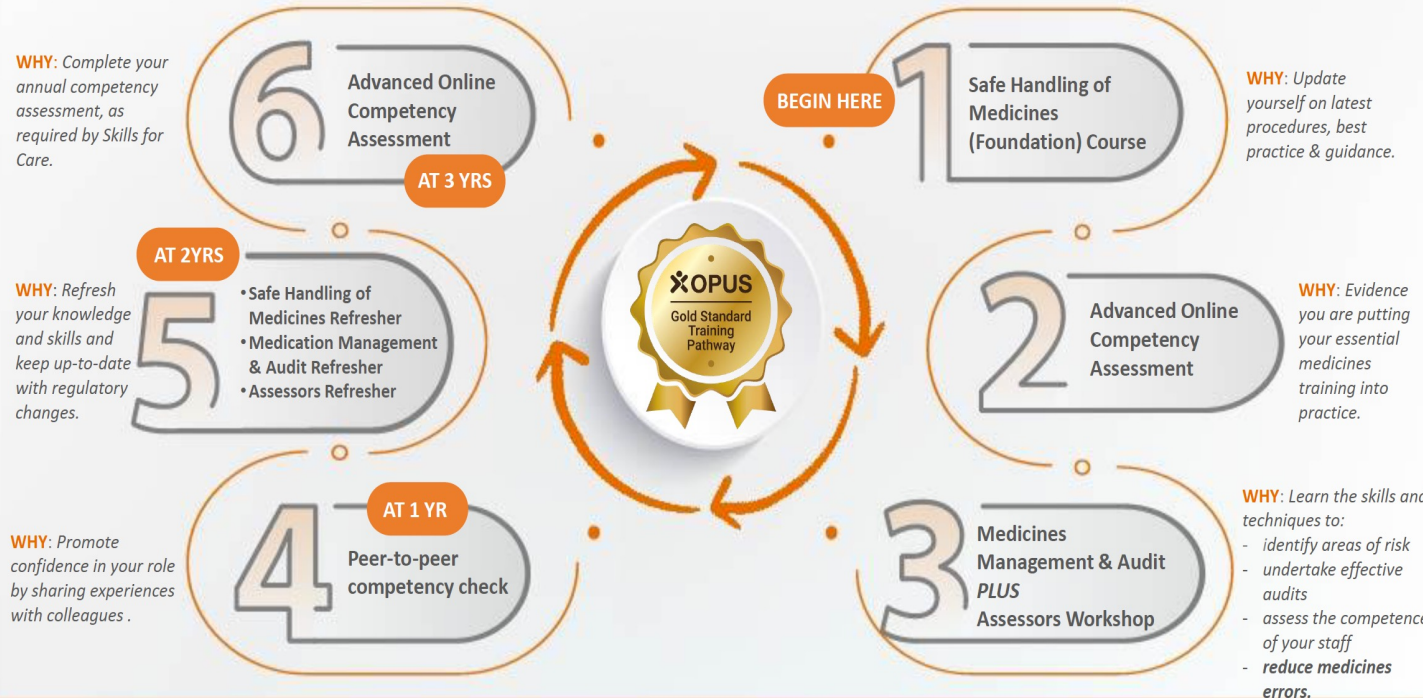 BEGIN HERE
1
Safe Handling of
Medicines
(Foundation) Course
WHY: Update
yourself on latest
procedures, best
practice & guidance.
2
Advanced Online
Competency
Assessment
WHY: Evidence
you are putting
your essential
medicines
training into
practice.
3
Medicines
Management & Audit
PLUS
Assessors Workshop
WHY: Learn the skills and
techniques to:
- identify areas of risk
- undertake effective
audits
- assess the competence
of your staff
- reduce medicines
errors.
4
AT 1 YR
Peer-to-peer
competency check
WHY: Promote
confidence in your role
by sharing experiences
with colleagues .
5
AT 2YRS
• Safe Handling of
Medicines Refresher
• Medication Management
& Audit Refresher
• Assessors Refresher
WHY: Refresh
your knowledge
and skills and
keep up-to-date
with regulatory
changes.
6
Advanced Online
Competency
Assessment
AT 3 YRS
WHY: Complete your
annual competency
assessment, as
required by Skills for
Care.
OPUS
Gold Standard
Training
Pathway